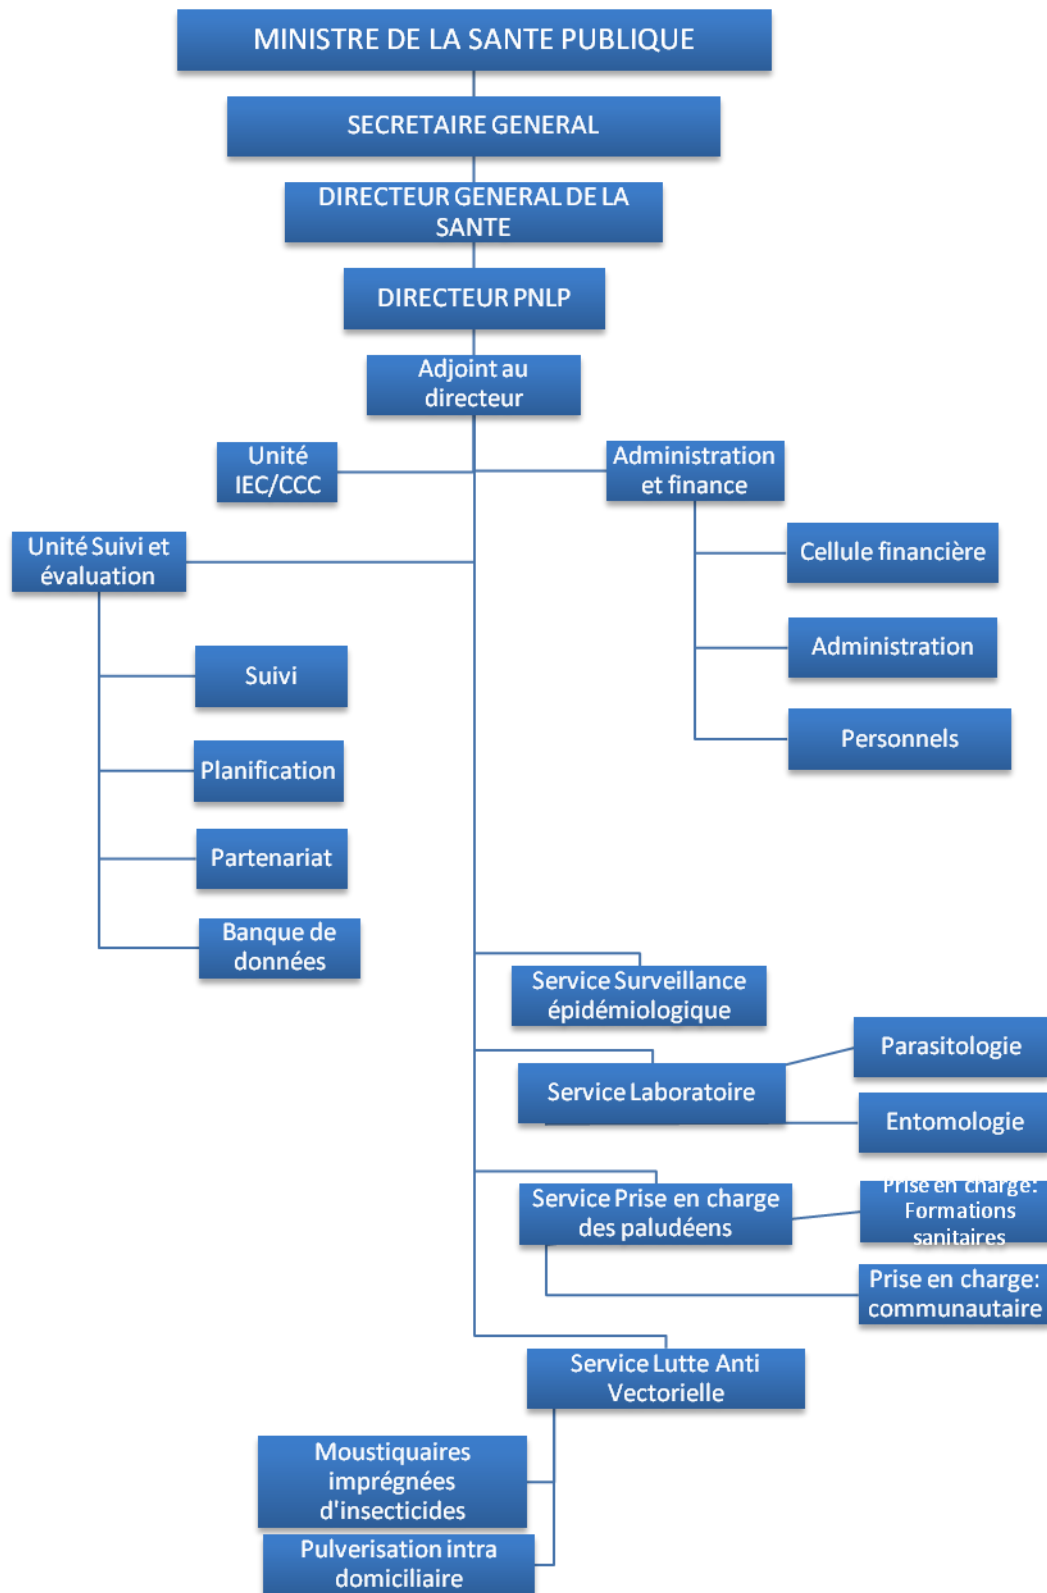 MINISTRE DE LA SANTE PUBLIQUE
SECRETAIRE GENERAL
DIRECTEUR GENERAL DE LA
SANTE
DIRECTEUR PNLP
Adjoint au
directeur
Unité
IEC/CCC
Administration
et finance
Unité Suivi et
évaluation
Cellule financière
Administration
Personnels
Suivi
Planification
Partenariat
Banque de
données
Service Surveillance
épidémiologique
Service Laboratoire
Parasitologie
Entomologie
Service Prise en charge
des paludéens
Prise en charge:
Formations
sanitaires
Prise en charge:
communautaire
Service Lutte Anti
Vectorielle
Moustiquaires
imprégnées
d'insecticides
Pulverisation intra
domiciliaire